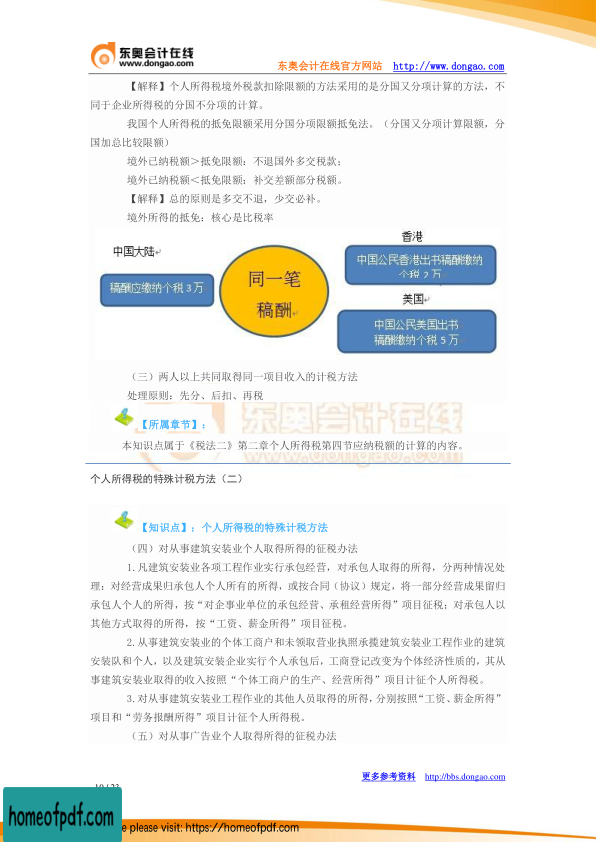 东奥会计在线
www.dongao.com
东奥会计在线官方网站 http://www.dongao.com
【解释】个人所得税境外税款扣除限额的方法采用的是分国又分项计算的方法，不
同于企业所得税的分国不分项的计算。
我国个人所得税的抵免限额采用分国分项限额抵免法。（分国又分项计算限额，分
国加总比较限额）
境外已纳税额＞抵免限额：不退国外多交税款；
境外已纳税额＜抵免限额：补交差额部分税额。
【解释】总的原则是多交不退，少交必补。
境外所得的抵免：核心是比税率
香港
中国大陆
中国公民香港出书稿酬缴纳
个税 2 万
同一笔
稿酬
稿酬应缴纳个税 3 万
美国
中国公民美国出书
稿酬缴纳个税 5 万
（三）两人以上共同取得同一项目收入的计税方法
处理原则：先分、后扣、再税
【所属章节】：
本知识点属于《税法二》第二章个人所得税第四节应纳税额的计算的内容。
东奥会计在线
www.dongao.com
个人所得税的特殊计税方法（二）
【知识点】：个人所得税的特殊计税方法
（四）对从事建筑安装业个人取得所得的征税办法
1.凡建筑安装业各项工程作业实行承包经营，对承包人取得的所得，分两种情况处
理：对经营成果归承包人个人所有的所得，或按合同（协议）规定，将一部分经营成果留归
承包人个人的所得，按“对企事业单位的承包经营、承租经营所得”项目征税；对承包人以
其他方式取得的所得，按“工资、薪金所得”项目征税。
2.从事建筑安装业的个体工商户和未领取营业执照承揽建筑安装业工程作业的建筑
安装队和个人，以及建筑安装企业实行个人承包后，工商登记改变为个体经济性质的，其从
事建筑安装业取得的收入按照“个体工商户的生产、经营所得”项目计征个人所得税。
3.对从事建筑安装业工程作业的其他人员取得的所得，分别按照“工资、薪金所得”
项目和“劳务报酬所得”项目计征个人所得税。
（五）对从事广告业个人取得所得的征税办法
更多参考资料 http://bbs.dongao.com
10 / 23
homeofpdf.com
e please visit: https://homeofpdf.com